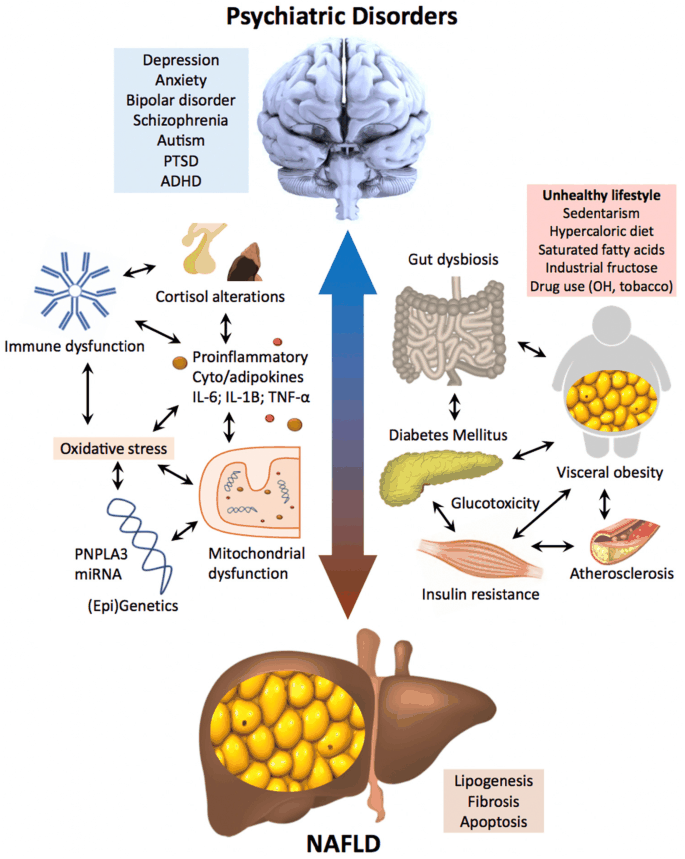 Psychiatric Disorders
Depression
Anxiety
Bipolar disorder
Schizophrenia
Autism
PTSD
ADHD
Unhealthy lifestyle
Sedentarism
Hypercaloric diet
Saturated fatty acids
Industrial fructose
Drug use (OH, tobacco)
Gut dysbiosis
Cortisol alterations
Immune dysfunction
Proinflammatory
Cyto/adipokines
IL-6; IL-1B; TNF-α
Oxidative stress
Diabetes Mellitus
Visceral obesity
Glucotoxicity
PNPLA3
miRNA
(Epi)Genetics
Mitochondrial
dysfunction
Insulin resistance
Atherosclerosis
Lipogenesis
Fibrosis
Apoptosis
NAFLD